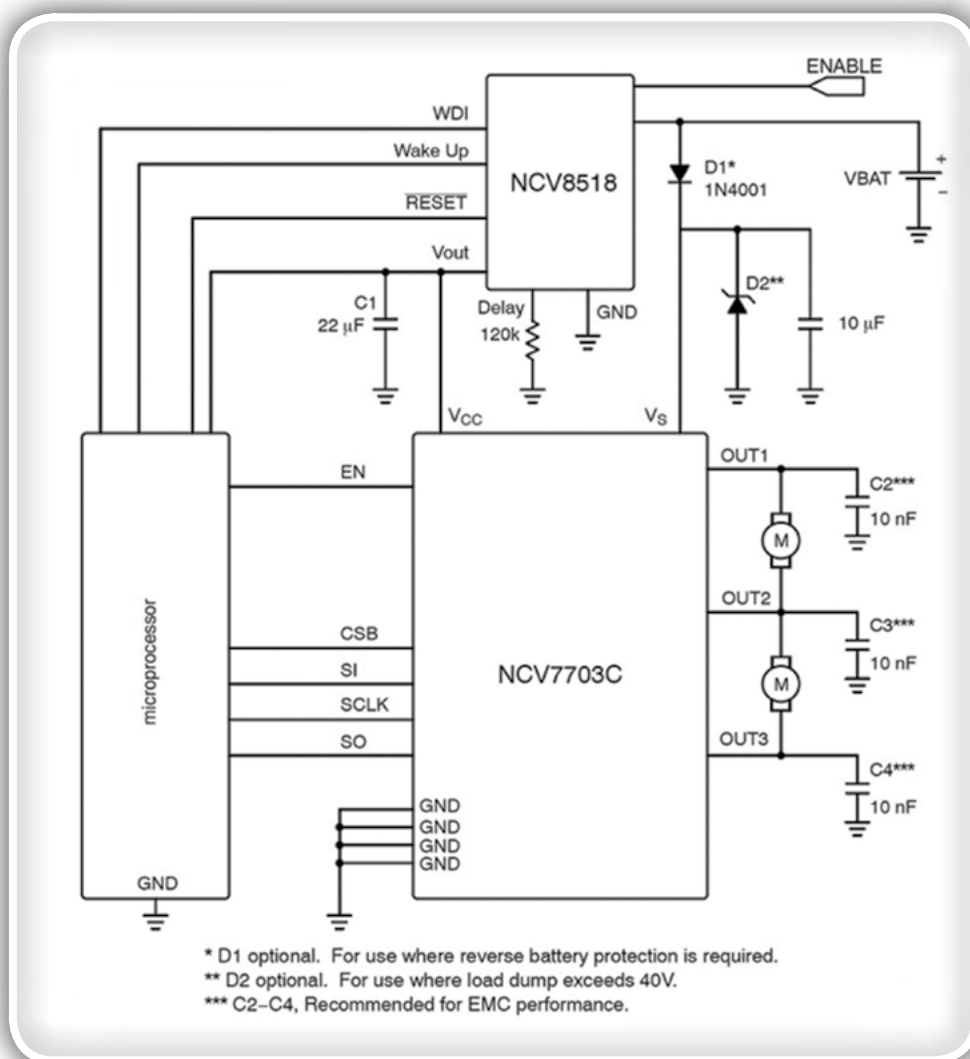 ENABLE
WDI
Wake Up
NCV8518
D1*
1N4001
VBAT
+
−
RESET
Vout
C1
22 µF
Delay
120k
GND
D2**
10 µF
VCC
VS
OUT1
EN
C2***
10 nF
M
OUT2
microprocessor
CSB
SI
SCLK
SO
NCV7703C
C3***
10 nF
M
OUT3
C4***
10 nF
GND
GND
GND
GND
GND
* D1 optional. For use where reverse battery protection is required.
** D2 optional. For use where load dump exceeds 40V.
*** C2−C4, Recommended for EMC performance.